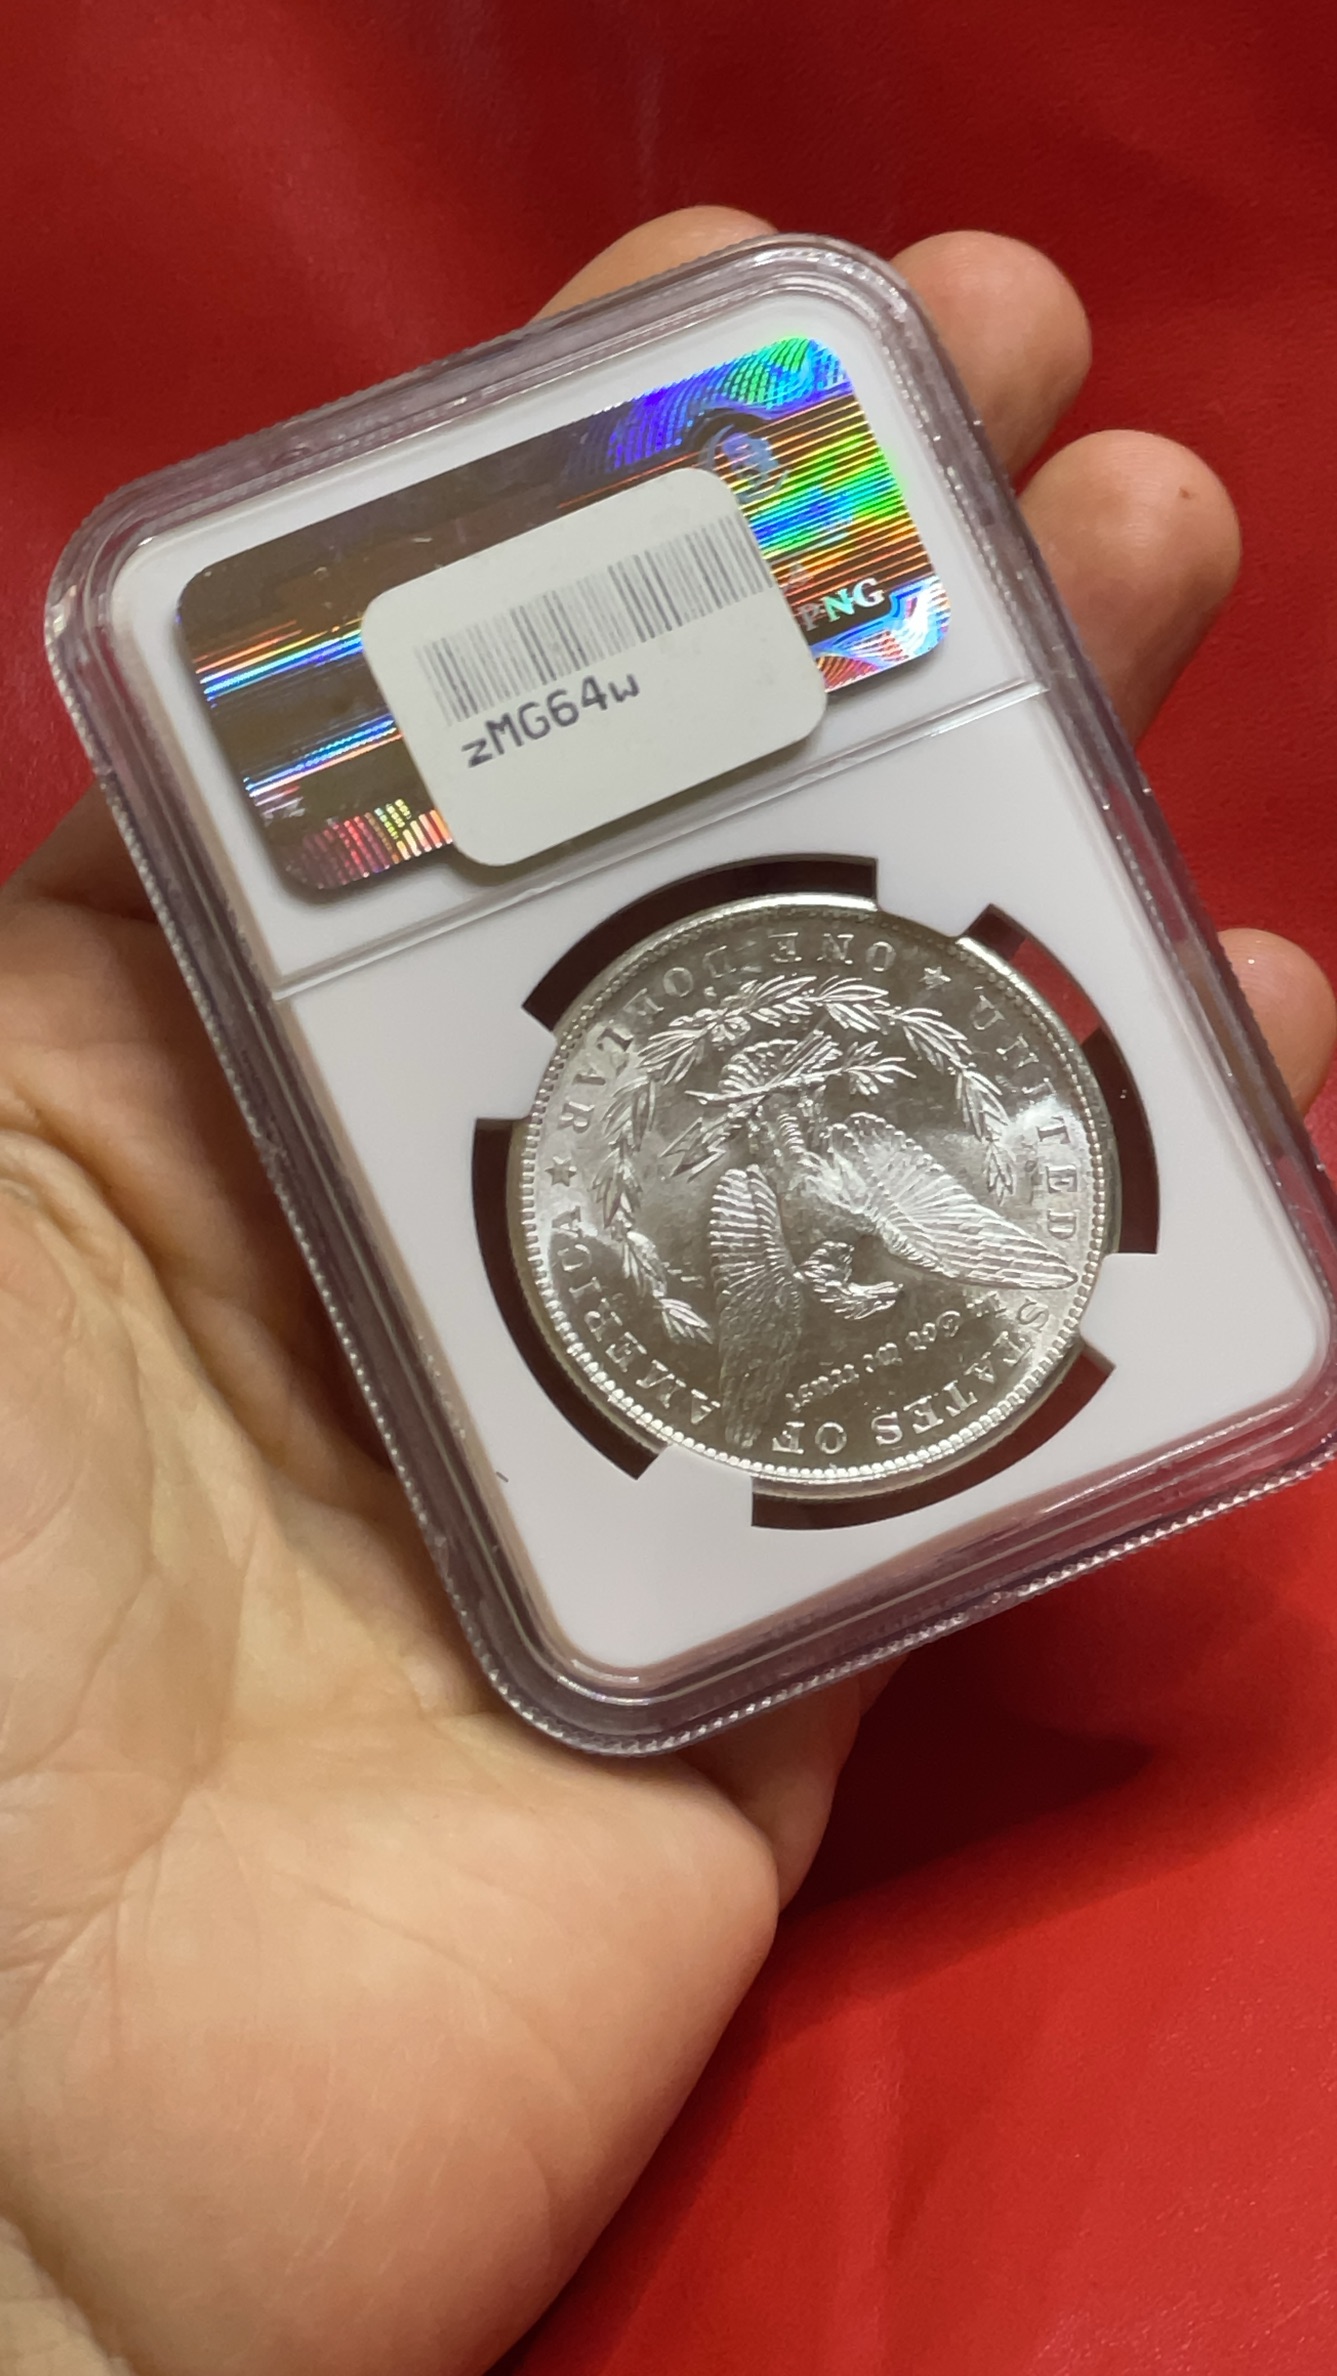 PNG
zMG64w
UNITED STATES OF AMERICA
In God we trust
ONE DOLLAR